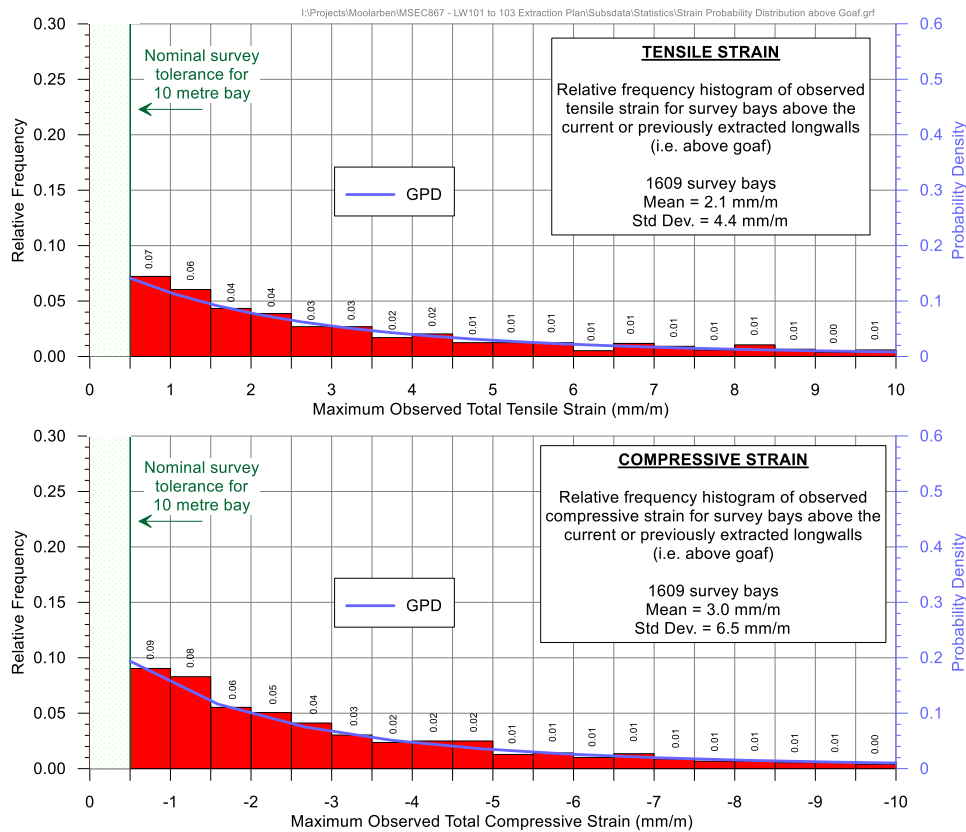 I:\Projects\Moolarben\MSEC867 - LW101 to 103 Extraction Plan\Subsdata\Statistics\Strain Probability Distribution above Goaf.grf
Nominal survey
tolerance for
10 metre bay
TENSILE STRAIN
Relative frequency histogram of observed
tensile strain for survey bays above the
current or previously extracted longwalls
(i.e. above goaf)
1609 survey bays
Mean = 2.1 mm/m
Std Dev. = 4.4 mm/m
GPD
Relative Frequency
0.30
0.25
0.20
0.15
0.10
0.05
0.00
Probability Density
0.6
0.5
0.4
0.3
0.2
0.1
0
0.07 0.06 0.04 0.04 0.03 0.03 0.02 0.02 0.01 0.01 0.01 0.01 0.01 0.01 0.01 0.01 0.01 0.00 0.01
0 1 2 3 4 5 6 7 8 9 10
Maximum Observed Total Tensile Strain (mm/m)
Nominal survey
tolerance for
10 metre bay
COMPRESSIVE STRAIN
Relative frequency histogram of observed
compressive strain for survey bays above the
current or previously extracted longwalls
(i.e. above goaf)
1609 survey bays
Mean = 3.0 mm/m
Std Dev. = 6.5 mm/m
GPD
Relative Frequency
0.30
0.25
0.20
0.15
0.10
0.05
0.00
Probability Density
0.6
0.5
0.4
0.3
0.2
0.1
0
0.09 0.08 0.06 0.05 0.04 0.03 0.02 0.02 0.02 0.01 0.01 0.01 0.01 0.01 0.01 0.01 0.01 0.01 0.00
0 -1 -2 -3 -4 -5 -6 -7 -8 -9 -10
Maximum Observed Total Compressive Strain (mm/m)